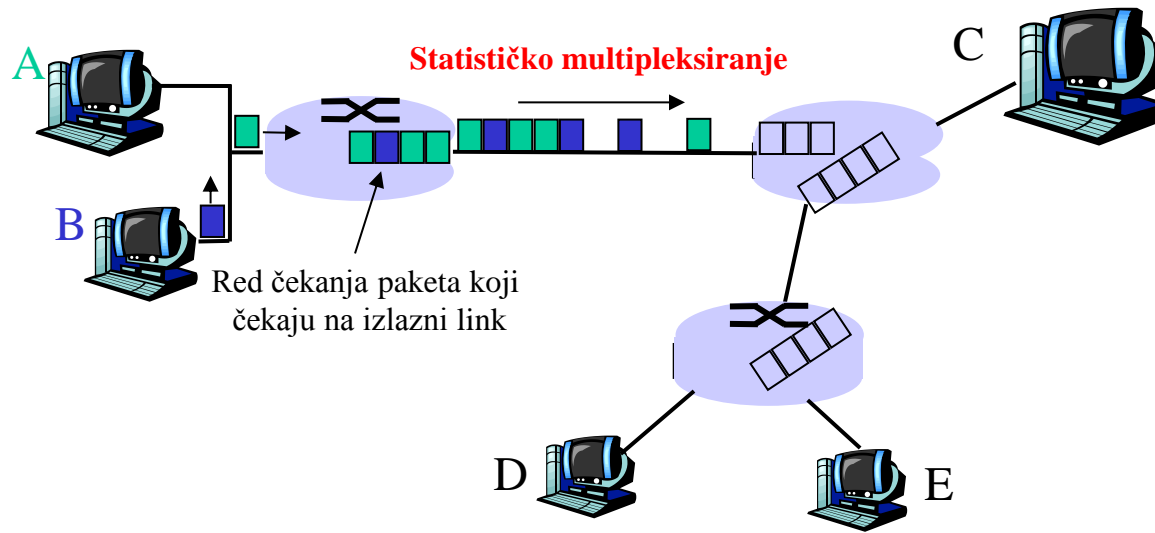 Statističko multipleksiranje
C
A
B
Red čekanja paketa koji
čekaju na izlazni link
D
E